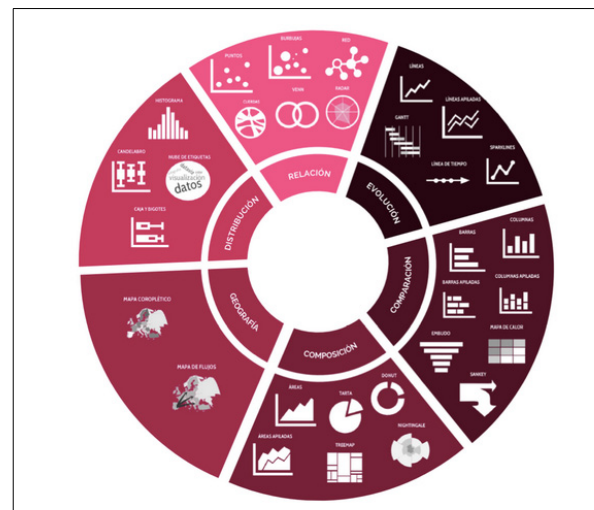 BURBUJAS
RED
PUNTOS
CUERDAS
VENN
RADAR
RELACIÓN
LÍNEAS
LÍNEAS APILADAS
GANTT
SPARKLINES
LÍNEA DE TIEMPO
EVOLUCIÓN
COLUMNAS
BARRAS
COLUMNAS APILADAS
BARRAS APILADAS
MAPA DE CALOR
EMBUDO
SANKEY
COMPARACIÓN
COMPOSICIÓN
DONUT
ÁREAS
TARTA
NIGHTINGALE
ÁREAS APILADAS
TREEMAP
GEOGRAFÍA
MAPA COROPLÉTICO
MAPA DE FLUJOS
DISTRIBUCIÓN
HISTOGRAMA
CANDELABRO
NUBE DE ETIQUETAS
visualización
datos
CAJA Y BIGOTES